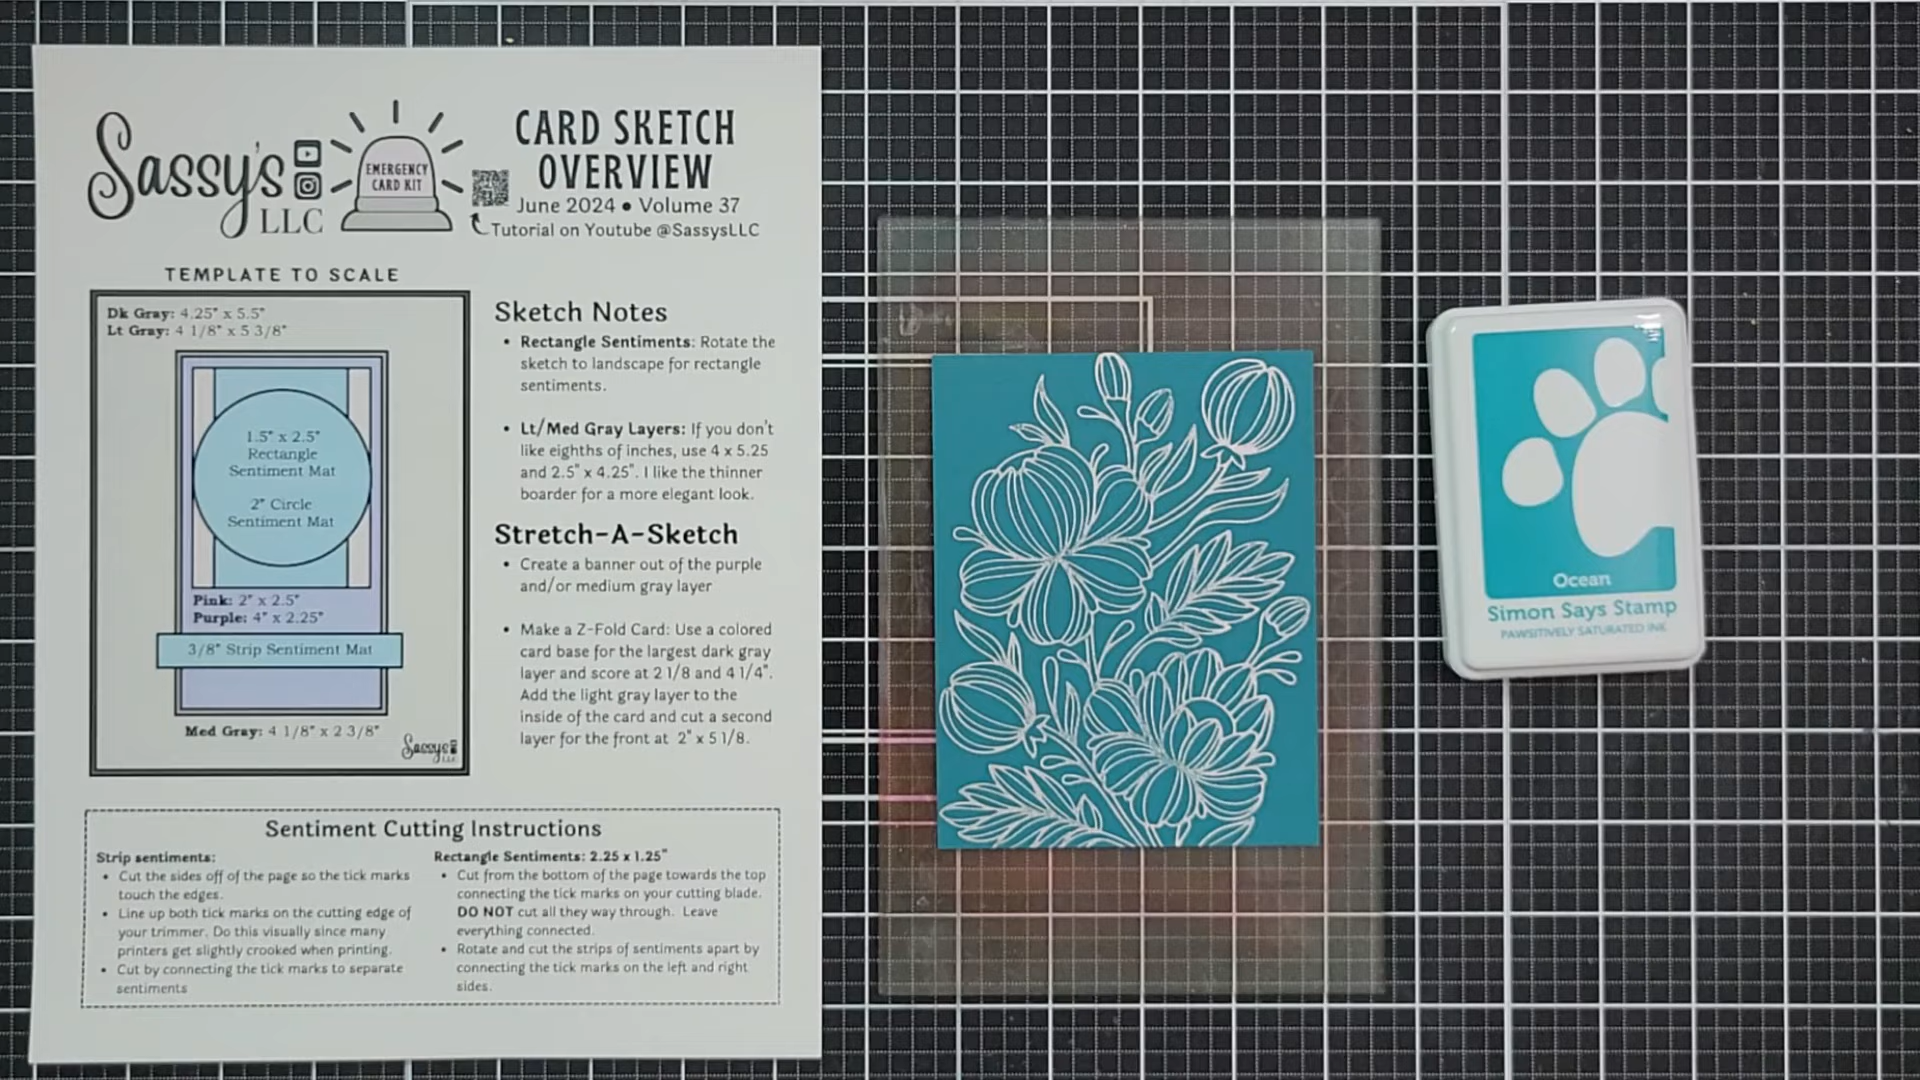 Sassy's
LLC
EMERGENCY
CARD KIT
CARD SKETCH
OVERVIEW
June 2024 • Volume 37
Tutorial on Youtube @SassysLLC
TEMPLATE TO SCALE
Dk Gray: 4.25" x 5.5"
Lt Gray: 4 1/8" x 5 3/8"
1.5" x 2.5"
Rectangle
Sentiment Mat
2" Circle
Sentiment Mat
Pink: 2" x 2.5"
Purple: 4" x 2.25"
3/8" Strip Sentiment Mat
Med Gray: 4 1/8" x 2 3/8"
Sassy's
LLC
Sketch Notes
• Rectangle Sentiments: Rotate the
sketch to landscape for rectangle
sentiments.
• Lt/Med Gray Layers: If you don't
like eighths of inches, use 4 x 5.25
and 2.5" x 4.25". I like the thinner
boarder for a more elegant look.
Stretch-A-Sketch
• Create a banner out of the purple
and/or medium gray layer
• Make a Z-Fold Card: Use a colored
card base for the largest dark gray
layer and score at 2 1/8 and 4 1/4".
Add the light gray layer to the
inside of the card and cut a second
layer for the front at 2" x 5 1/8.
Sentiment Cutting Instructions
Strip sentiments:
• Cut the sides off of the page so the tick marks
touch the edges.
• Line up both tick marks on the cutting edge of
your trimmer. Do this visually since many
printers get slightly crooked when printing.
• Cut by connecting the tick marks to separate
sentiments
Rectangle Sentiments: 2.25 x 1.25"
• Cut from the bottom of the page towards the top
connecting the tick marks on your cutting blade.
DO NOT cut all they way through. Leave
everything connected.
• Rotate and cut the strips of sentiments apart by
connecting the tick marks on the left and right
sides.
Ocean
Simon Says Stamp
PAWSITIVELY SATURATED INK